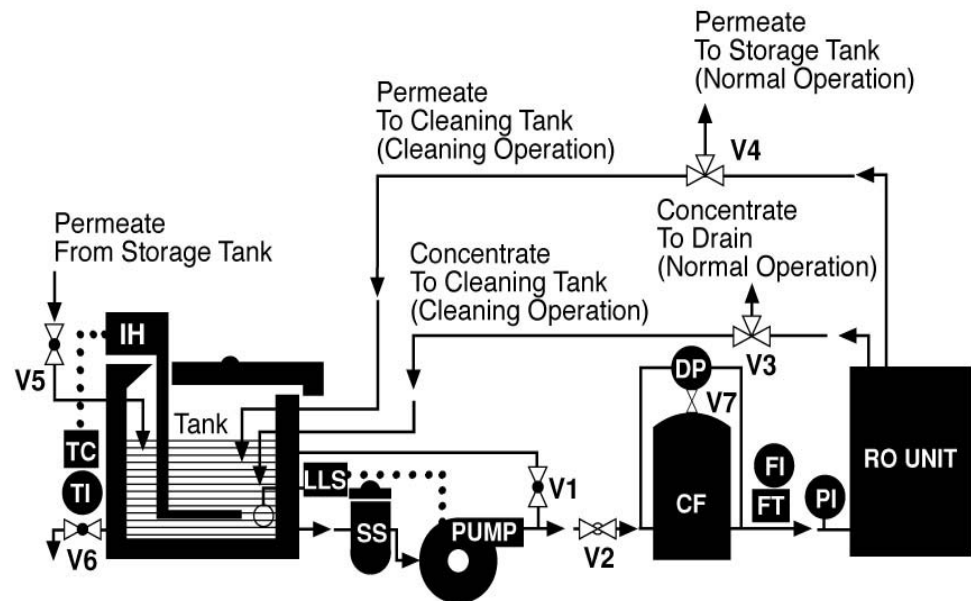 Permeate
To Storage Tank
(Normal Operation)
Permeate
To Cleaning Tank
(Cleaning Operation)
V4
Permeate
From Storage Tank
Concentrate
To Drain
(Normal Operation)
Concentrate
To Cleaning Tank
(Cleaning Operation)
IH
V3
V5
DP
V7
Tank
TC
LLS
TI
V1
FI
FT
PI
RO UNIT
CF
SS
PUMP
V6
V2